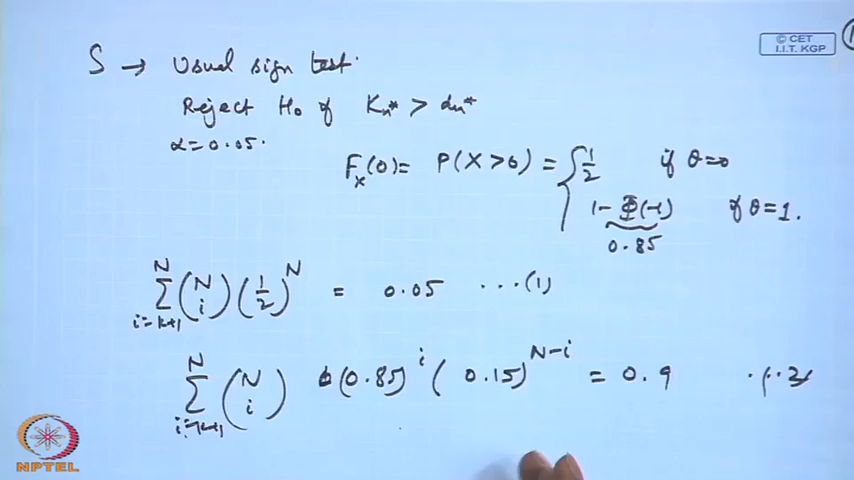 © CET
I.I.T. KGP
S → Usual sign test.
Reject H₀ if Kₙ* > dₙ*
α = 0.05.
Fₓ(0) = P(X > 0) = { 1/2 if θ=0
1 - Φ(-1) if θ = 1.
0.85
∑_{i=k+1}^{N} (N i) (1/2)^N = 0.05 ...(1)
∑_{i=k+1}^{N} (N i) (0.85)^i (0.15)^{N-i} = 0.9 ...2
NPTEL